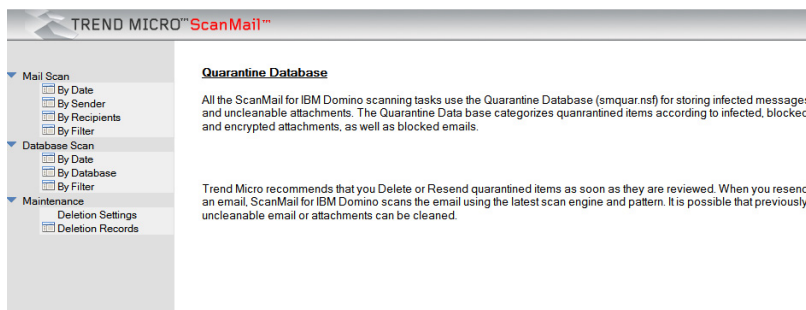 TREND MICRO™ ScanMail™
Mail Scan
By Date
By Sender
By Recipients
By Filter
Database Scan
By Date
By Database
By Filter
Maintenance
Deletion Settings
Deletion Records
Quarantine Database
All the ScanMail for IBM Domino scanning tasks use the Quarantine Database (smquar.nsf) for storing infected messages
and uncleanable attachments. The Quarantine Data base categorizes quanrantined items according to infected, blocked
and encrypted attachments, as well as blocked emails.
Trend Micro recommends that you Delete or Resend quarantined items as soon as they are reviewed. When you resend
an email, ScanMail for IBM Domino scans the email using the latest scan engine and pattern. It is possible that previously
uncleanable email or attachments can be cleaned.